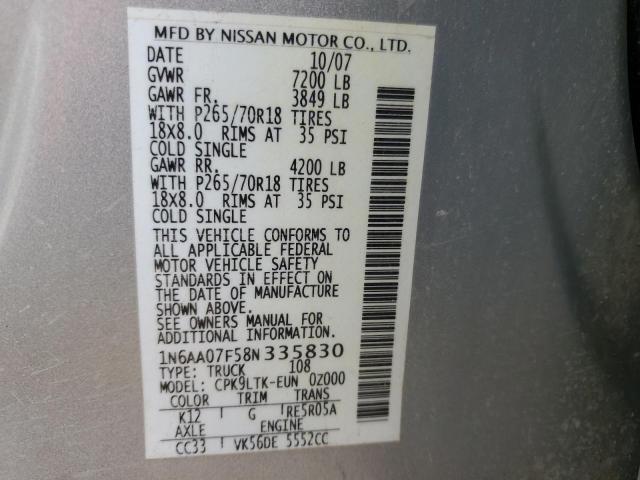 MFD BY NISSAN MOTOR CO., LTD.
DATE 10/07
GVWR 7200 LB
GAWR FR. 3849 LB
WITH P265/70R18 TIRES
18X8.0 RIMS AT 35 PSI
COLD SINGLE
GAWR RR. 4200 LB
WITH P265/70R18 TIRES
18X8.0 RIMS AT 35 PSI
COLD SINGLE
THIS VEHICLE CONFORMS TO
ALL APPLICABLE FEDERAL
MOTOR VEHICLE SAFETY
STANDARDS IN EFFECT ON
THE DATE OF MANUFACTURE
SHOWN ABOVE.
SEE OWNERS MANUAL FOR
ADDITIONAL INFORMATION.
1N6AA07F58N335830
TYPE: TRUCK 108
MODEL: CPK9LTK-EUN 0Z000
COLOR TRIM TRANS
K12 G RE5R05A
AXLE ENGINE
CC33 VK56DE 5552CC